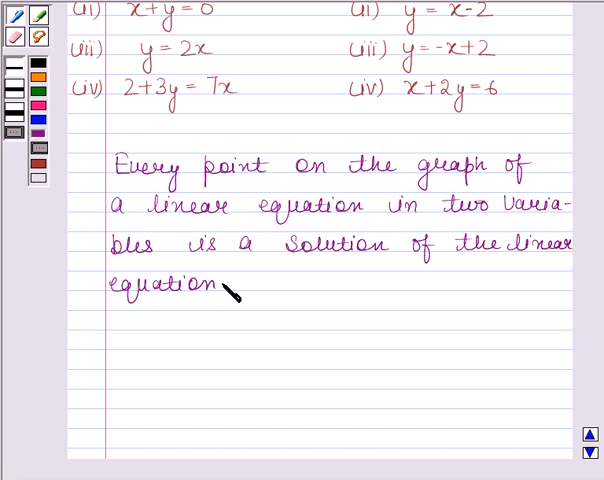 (ii) x+y=0 (ii) y = x-2
(iii) y = 2x (iii) y = -x+2
(iv) 2+3y = 7x (iv) x+2y=6
Every point on the graph of
a linear equation in two varia-
bles is a solution of the linear
equation